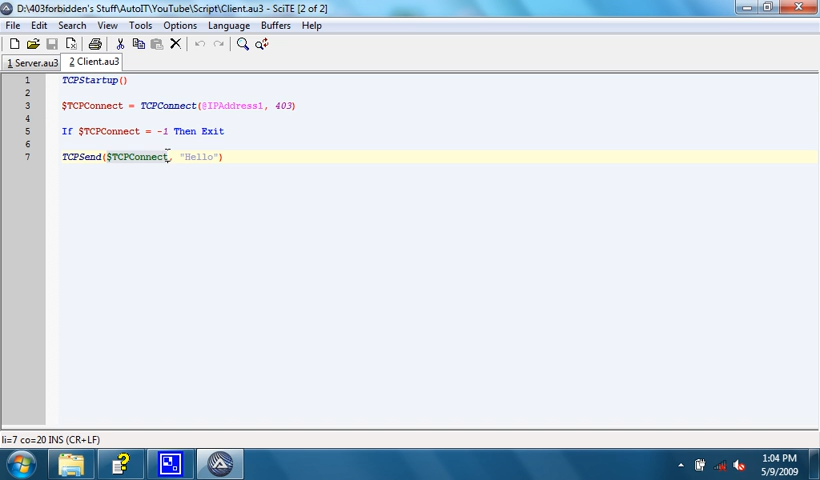 D:\403forbidden's Stuff\AutoIT\YouTube\Script\Client.au3 - SciTE [2 of 2]
File Edit Search View Tools Options Language Buffers Help
1 Server.au3 2 Client.au3
1 TCPStartup()
2
3 $TCPConnect = TCPConnect(@IPAddress1, 403)
4
5 If $TCPConnect = -1 Then Exit
6
7 TCPSend($TCPConnect, "Hello")
li=7 co=20 INS (CR+LF)
1:04 PM
5/9/2009